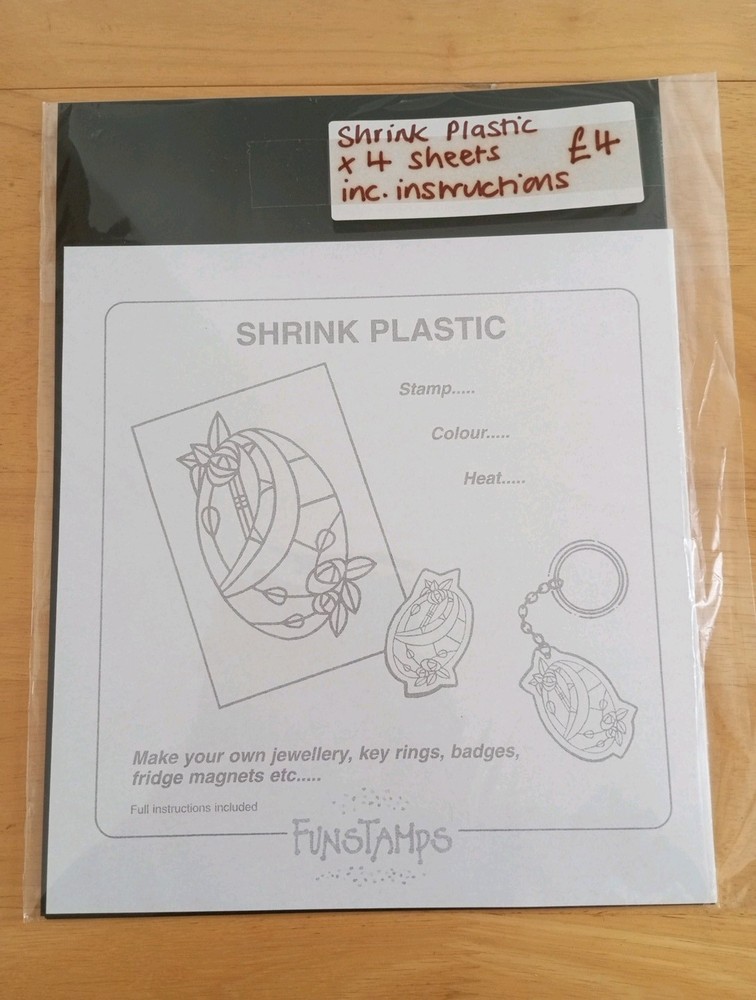 Shrink Plastic £4
x 4 sheets
inc. instructions
SHRINK PLASTIC
Stamp.....
Colour.....
Heat.....
Make your own jewellery, key rings, badges,
fridge magnets etc.....
Full instructions included
FUNSTAMPS